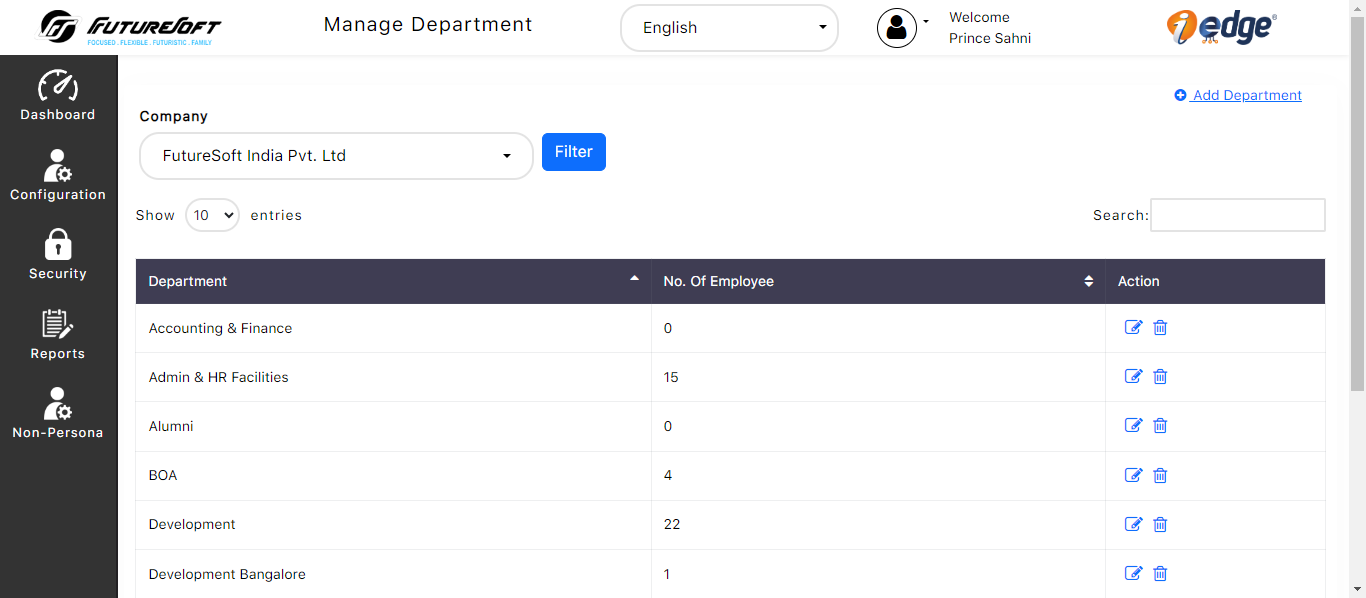 FUTURESOFT
FOCUSED . FLEXIBLE . FUTURISTIC . FAMILY
Manage Department
English
Welcome
Prince Sahni
iedge®
Dashboard
Configuration
Security
Reports
Non-Persona
Add Department
Company
FutureSoft India Pvt. Ltd
Filter
Show 10 entries
Search:
Department No. Of Employee Action
Accounting & Finance 0
Admin & HR Facilities 15
Alumni 0
BOA 4
Development 22
Development Bangalore 1